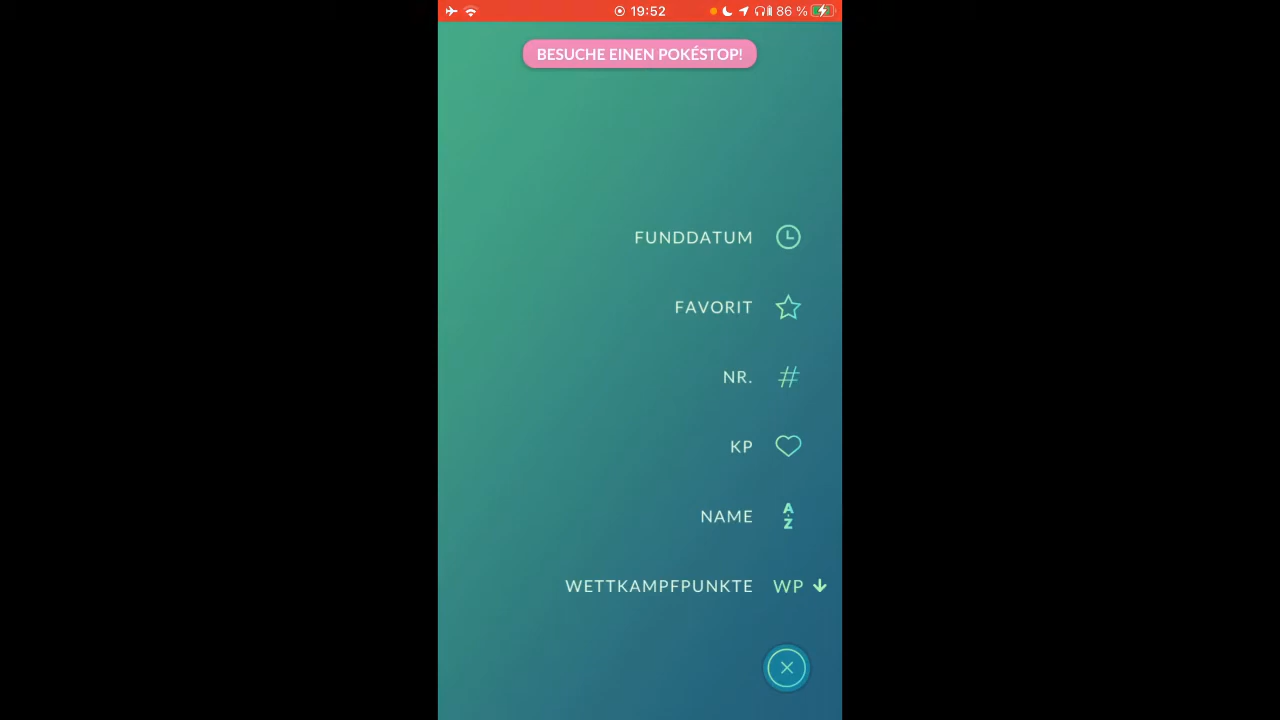 19:52 86 %
BESUCHE EINEN POKÉSTOP!
FUNDDATUM
FAVORIT
NR. #
KP
NAME A-Z
WETTKAMPFPUNKTE WP